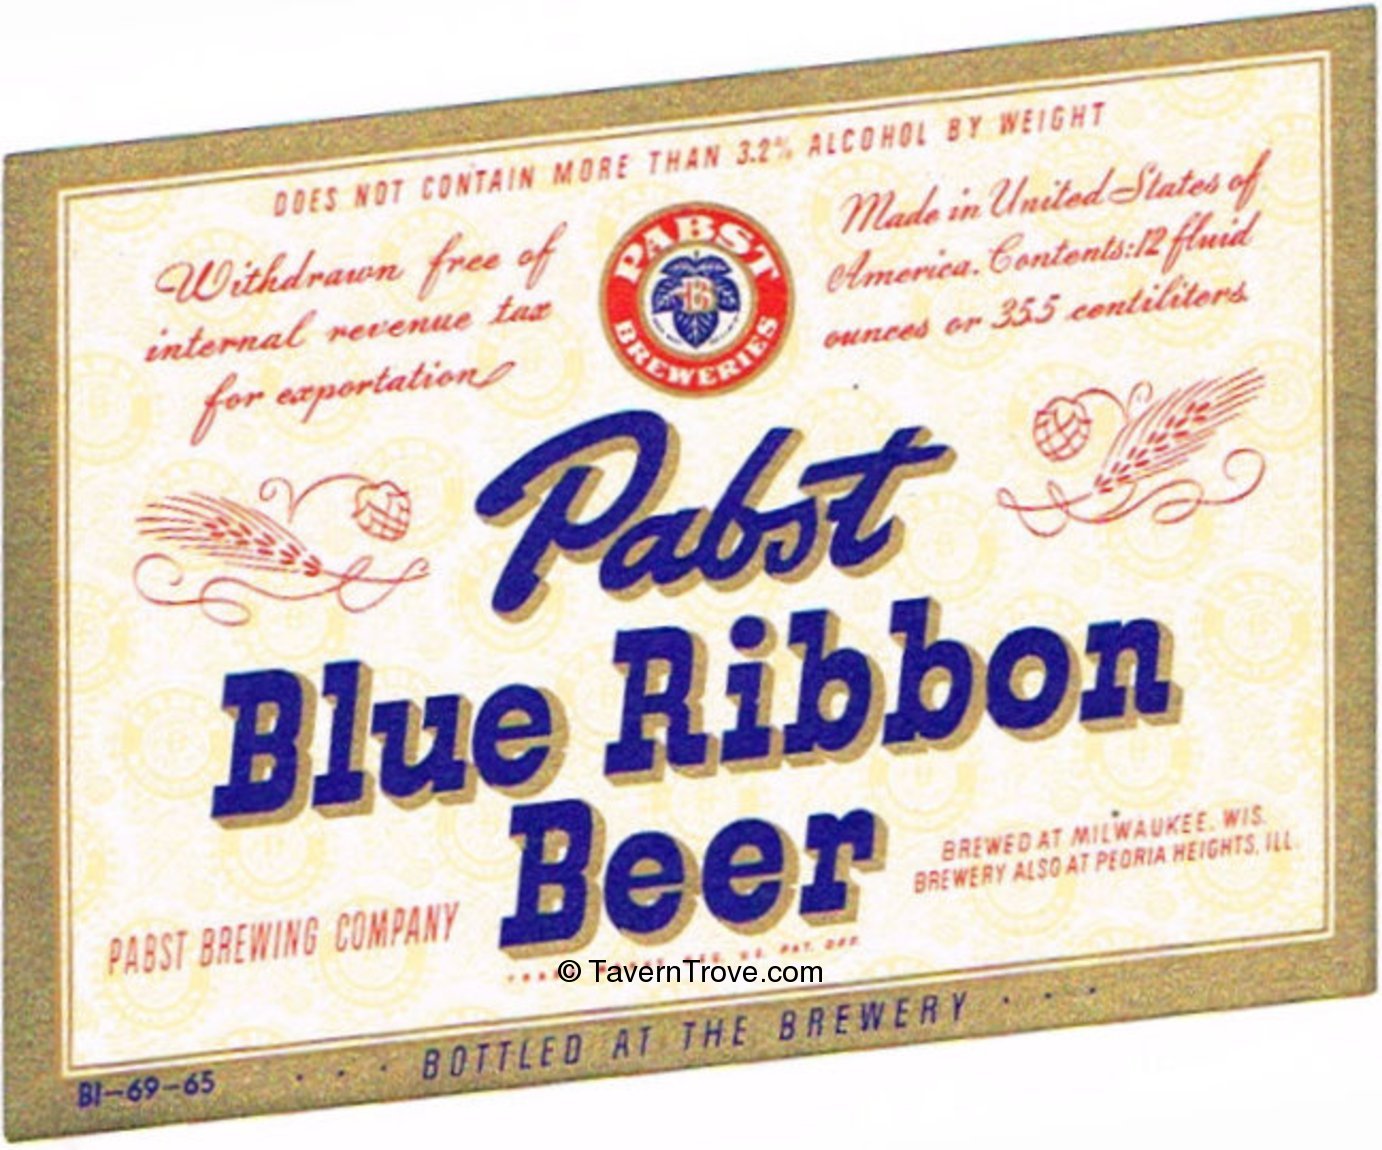 DOES NOT CONTAIN MORE THAN 3.2% ALCOHOL BY WEIGHT
Withdrawn free of
internal revenue tax
for exportation
PABST
B
BREWERIES
Made in United States of
America. Contents: 12 fluid
ounces or 355 centiliters
Pabst
Blue Ribbon
Beer
PABST BREWING COMPANY
BREWED AT MILWAUKEE, WIS.
BREWERY ALSO AT PEORIA HEIGHTS, ILL.
U.S. PAT. OFF.
© TavernTrove.com
· · · BOTTLED AT THE BREWERY · · ·
BI-69-65